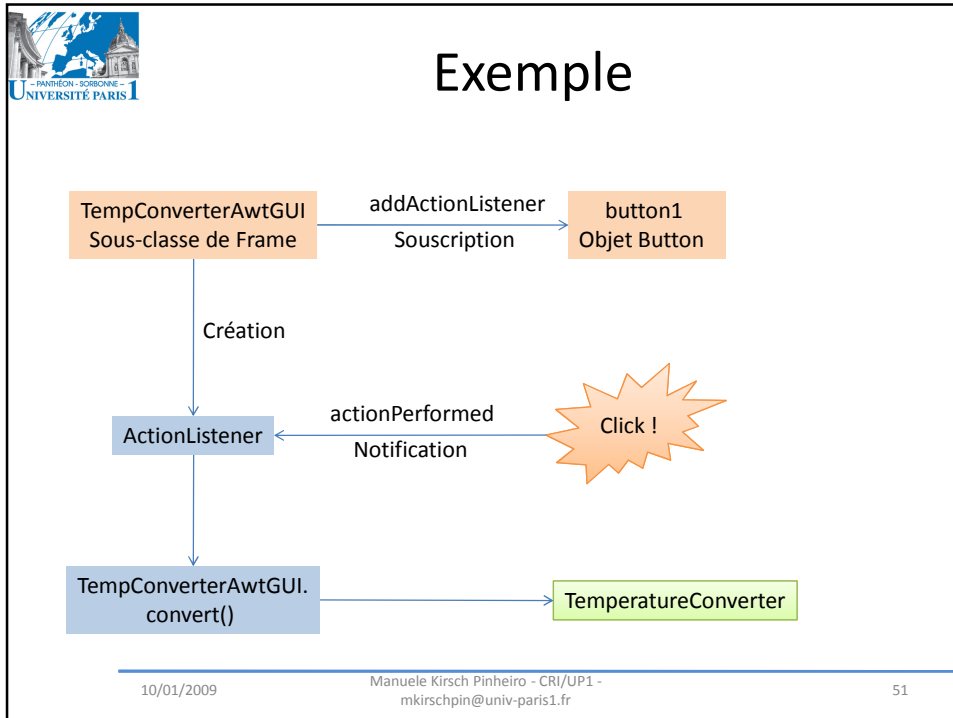 – PANTHÉON - SORBONNE –
UNIVERSITÉ PARIS 1
Exemple
TempConverterAwtGUI
Sous-classe de Frame
addActionListener
Souscription
button1
Objet Button
Création
ActionListener
actionPerformed
Notification
Click !
TempConverterAwtGUI.
convert()
TemperatureConverter
10/01/2009
Manuele Kirsch Pinheiro - CRI/UP1 -
mkirschpin@univ-paris1.fr
51